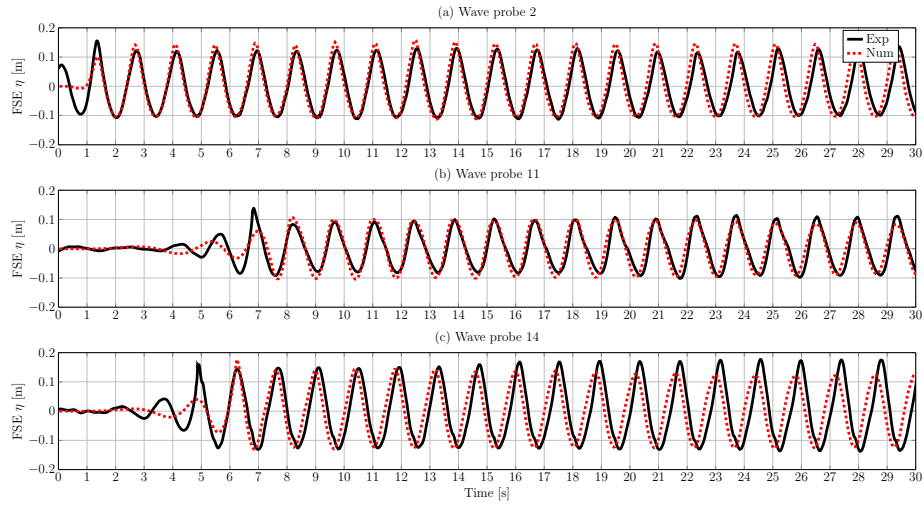 (a) Wave probe 2
0.2
0.1
0
−0.1
−0.2
FSE η [m]
Exp
Num
0 1 2 3 4 5 6 7 8 9 10 11 12 13 14 15 16 17 18 19 20 21 22 23 24 25 26 27 28 29 30
(b) Wave probe 11
0.2
0.1
0
−0.1
−0.2
FSE η [m]
0 1 2 3 4 5 6 7 8 9 10 11 12 13 14 15 16 17 18 19 20 21 22 23 24 25 26 27 28 29 30
(c) Wave probe 14
0.2
0.1
0
−0.1
−0.2
FSE η [m]
0 1 2 3 4 5 6 7 8 9 10 11 12 13 14 15 16 17 18 19 20 21 22 23 24 25 26 27 28 29 30
Time [s]